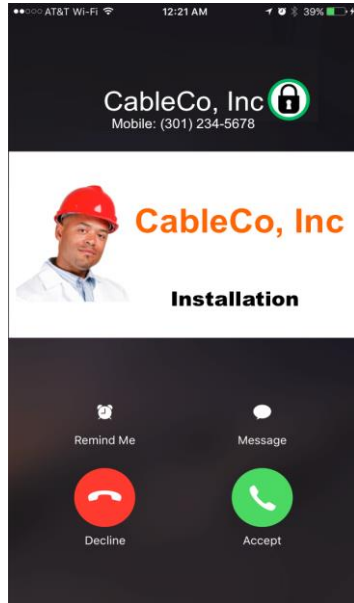 AT&T Wi-Fi 12:21 AM 39%
CableCo, Inc
Mobile: (301) 234-5678
CableCo, Inc
Installation
Remind Me Message
Decline Accept